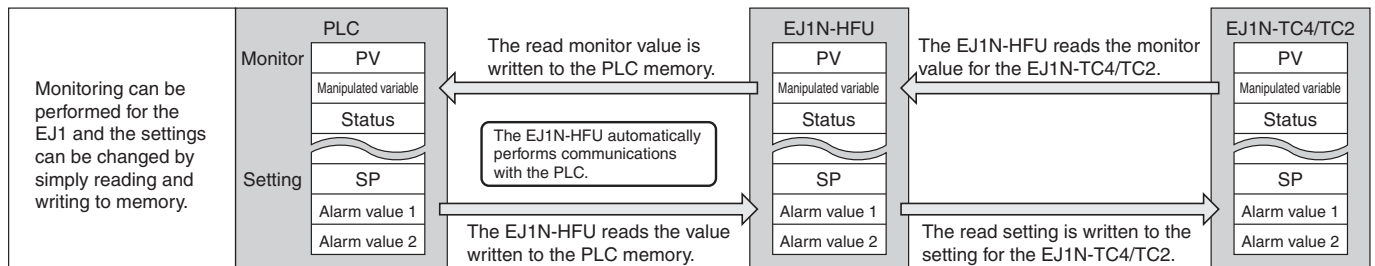 Monitoring can be
performed for the
EJ1 and the settings
can be changed by
simply reading and
writing to memory.
PLC
Monitor
PV
Manipulated variable
Status
Setting
SP
Alarm value 1
Alarm value 2
The read monitor value is
written to the PLC memory.
The EJ1N-HFU automatically
performs communications
with the PLC.
The EJ1N-HFU reads the value
written to the PLC memory.
EJ1N-HFU
PV
Manipulated variable
Status
SP
Alarm value 1
Alarm value 2
The EJ1N-HFU reads the monitor
value for the EJ1N-TC4/TC2.
The read setting is written to the
setting for the EJ1N-TC4/TC2.
EJ1N-TC4/TC2
PV
Manipulated variable
Status
SP
Alarm value 1
Alarm value 2